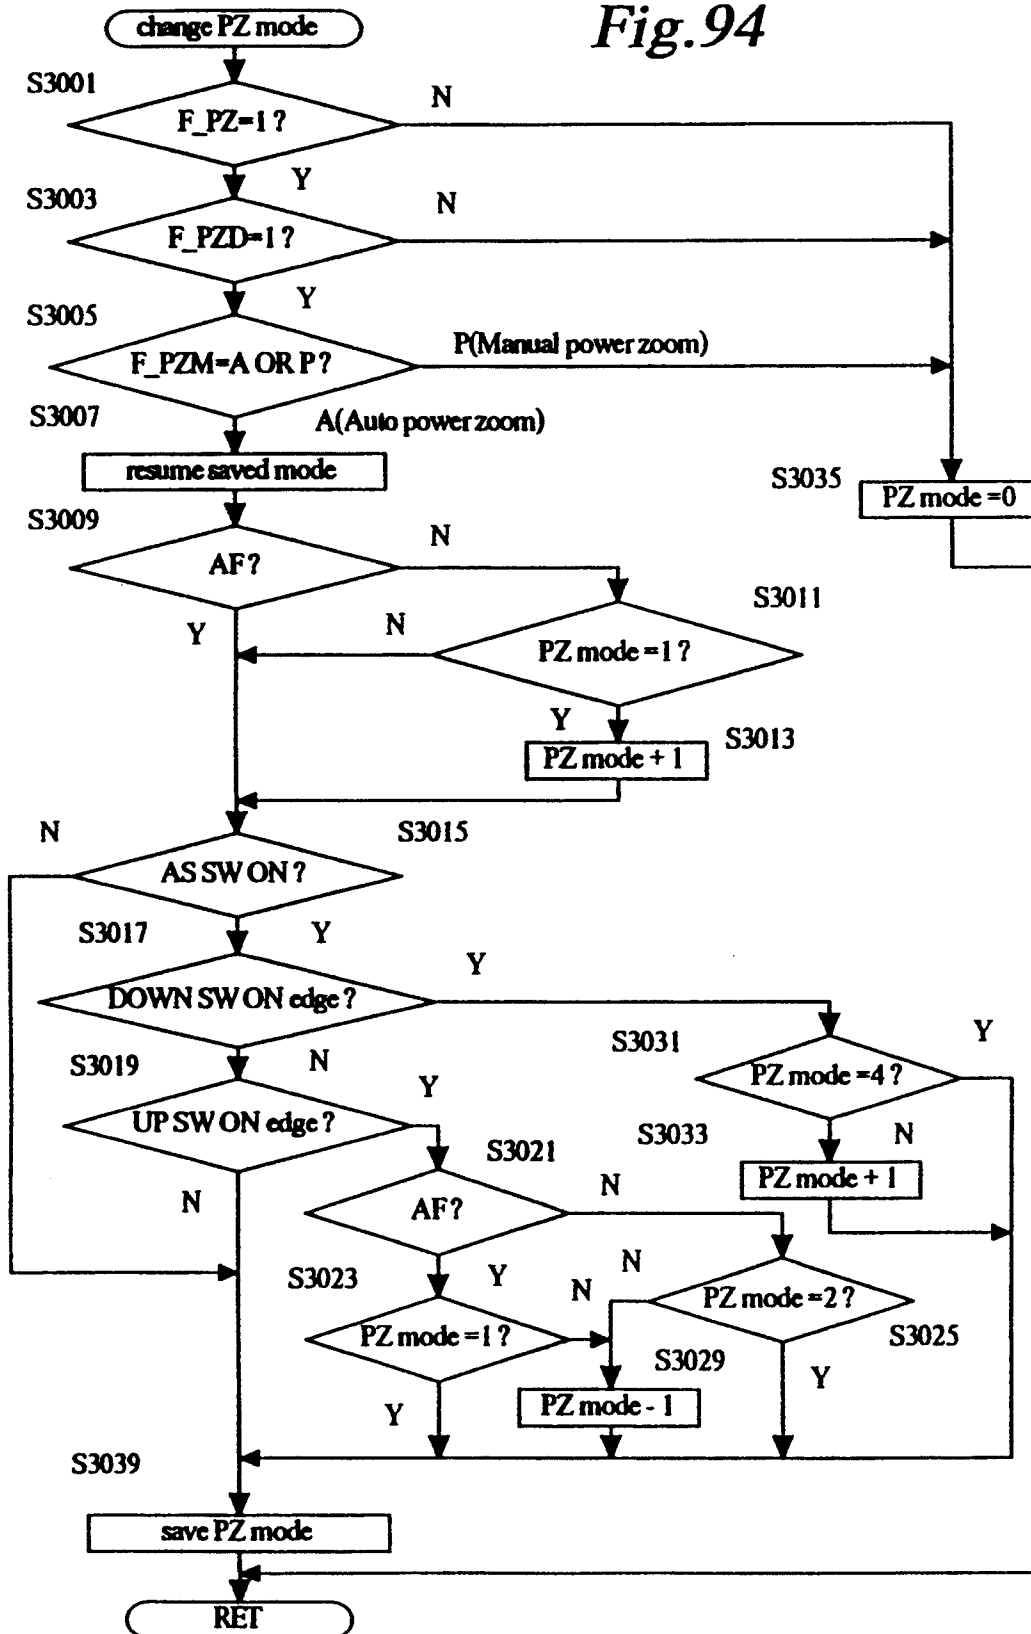 Fig.94
change PZ mode
S3001
F_PZ=1?
N
Y
S3003
F_PZD=1?
N
Y
S3005
F_PZM=A OR P?
P(Manual power zoom)
S3007
A(Auto power zoom)
resume saved mode
S3035
PZ mode =0
S3009
AF?
N
Y
S3011
PZ mode =1?
N
Y
S3013
PZ mode + 1
S3015
N
AS SW ON?
S3017
Y
DOWN SW ON edge?
Y
S3031
Y
PZ mode =4?
S3019
N
UP SW ON edge?
Y
S3033
N
PZ mode + 1
S3021
N
AF?
N
S3023
Y
N
N
PZ mode =2?
S3025
PZ mode =1?
S3029
Y
Y
PZ mode - 1
S3039
save PZ mode
RET